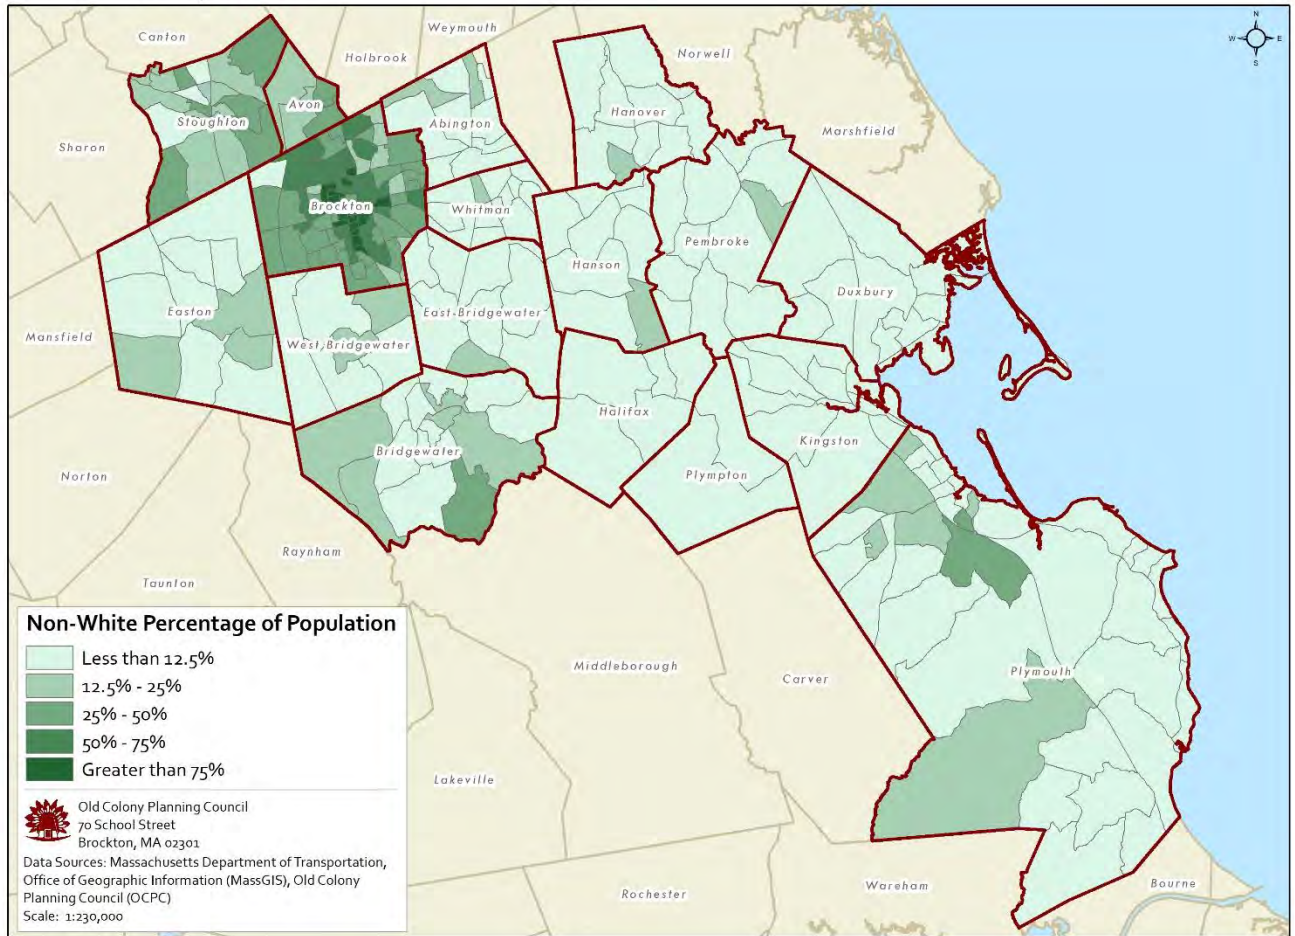 N
W
E
S
Weymouth
Canton
Holbrook
Norwell
Avon
Hanover
Stoughton
Abington
Marshfield
Sharon
Brockton
Whitman
Pembroke
Hanson
Duxbury
Easton
East Bridgewater
Mansfield
West Bridgewater
Halifax
Kingston
Bridgewater
Plympton
Norton
Raynham
Taunton
Middleborough
Plymouth
Carver
Lakeville
Rochester
Wareham
Bourne
Non-White Percentage of Population
Less than 12.5%
12.5% - 25%
25% - 50%
50% - 75%
Greater than 75%
Old Colony Planning Council
70 School Street
Brockton, MA 02301
Data Sources: Massachusetts Department of Transportation,
Office of Geographic Information (MassGIS), Old Colony
Planning Council (OCPC)
Scale: 1:230,000